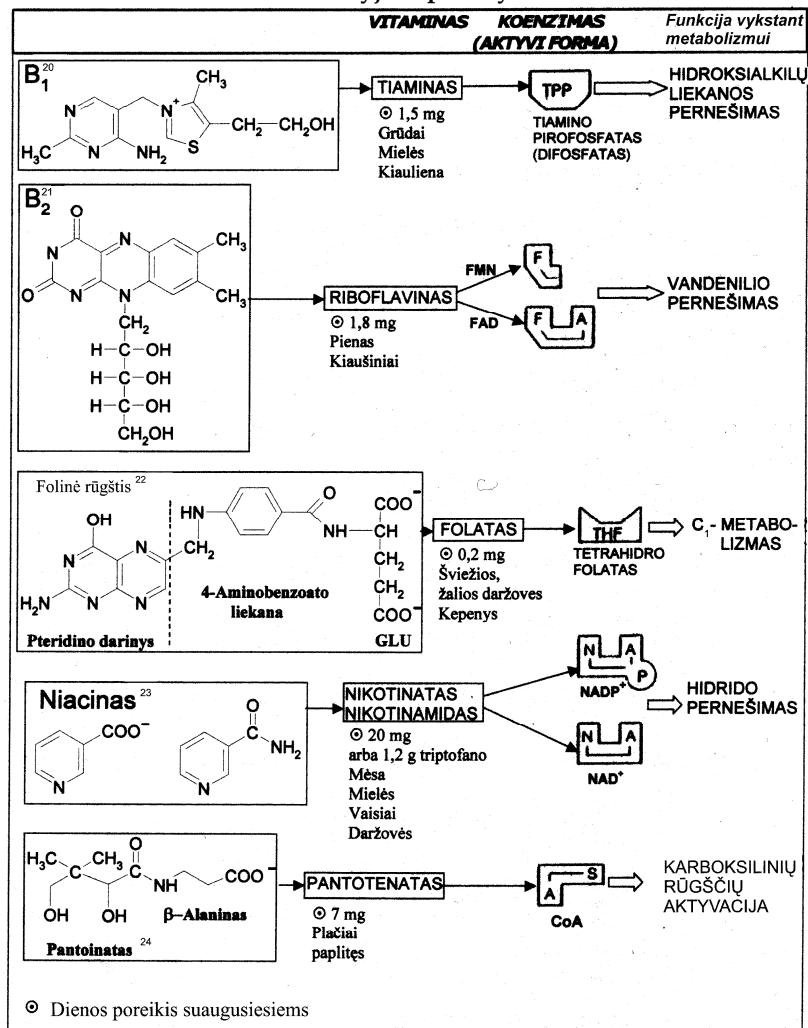 VITAMINAS KOENZIMAS Funkcija vykstant
(AKTYVI FORMA) metabolizmui
B1 20
CH3
N
N+
N
N
S
H3C
NH2
CH2
CH2OH
TIAMINAS
1,5 mg
Grūdai
Mielės
Kiauliena
TPP
TIAMINO
PIROFOSFATAS
(DIFOSFATAS)
HIDROKSIALKILŲ
LIEKANOS
PERNEŠIMAS
B2 21
O
N
CH3
N
O
N
N
CH3
CH2
H-C-OH
H-C-OH
H-C-OH
CH2OH
RIBOFLAVINAS
1,8 mg
Pienas
Kiaušiniai
FMN
F
FAD
F A
VANDENILIO
PERNEŠIMAS
Folinė rūgštis 22
OH
N
N
H2N
N
N
HN
CH2
O
C
NH
COO-
C-H
CH2
CH2
COO-
4-Aminobenzoato
liekana
Pteridino darinys
GLU
FOLATAS
0,2 mg
Šviežios,
žalios daržoves
Kepenys
THF
TETRAHIDRO
FOLATAS
C1- METABO-
LIZMAS
Niacinas 23
COO-
N
O
C
NH2
N
NIKOTINATAS
NIKOTINAMIDAS
20 mg
arba 1,2 g triptofano
Mėsa
Mielės
Vaisiai
Daržovės
N A
P
NADP+
N A
NAD+
HIDRIDO
PERNEŠIMAS
H3C
CH3
C
O
C
COO-
NH
OH
OH
β-Alaninas
Pantoinatas 24
PANTOTENATAS
7 mg
Plačiai
paplitęs
S
A
CoA
KARBOKSILINIŲ
RŪGŠČIŲ
AKTYVACIJA
Dienos poreikis suaugusiesiems